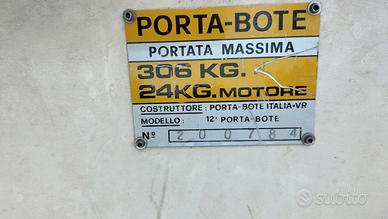 PORTA-BOTE
PORTATA MASSIMA
306 KG.
24KG. MOTORE
COSTRUTTORE : PORTA-BOTE ITALIA-VR
MODELLO : 12' PORTA BOTE
Nº 200784
subito